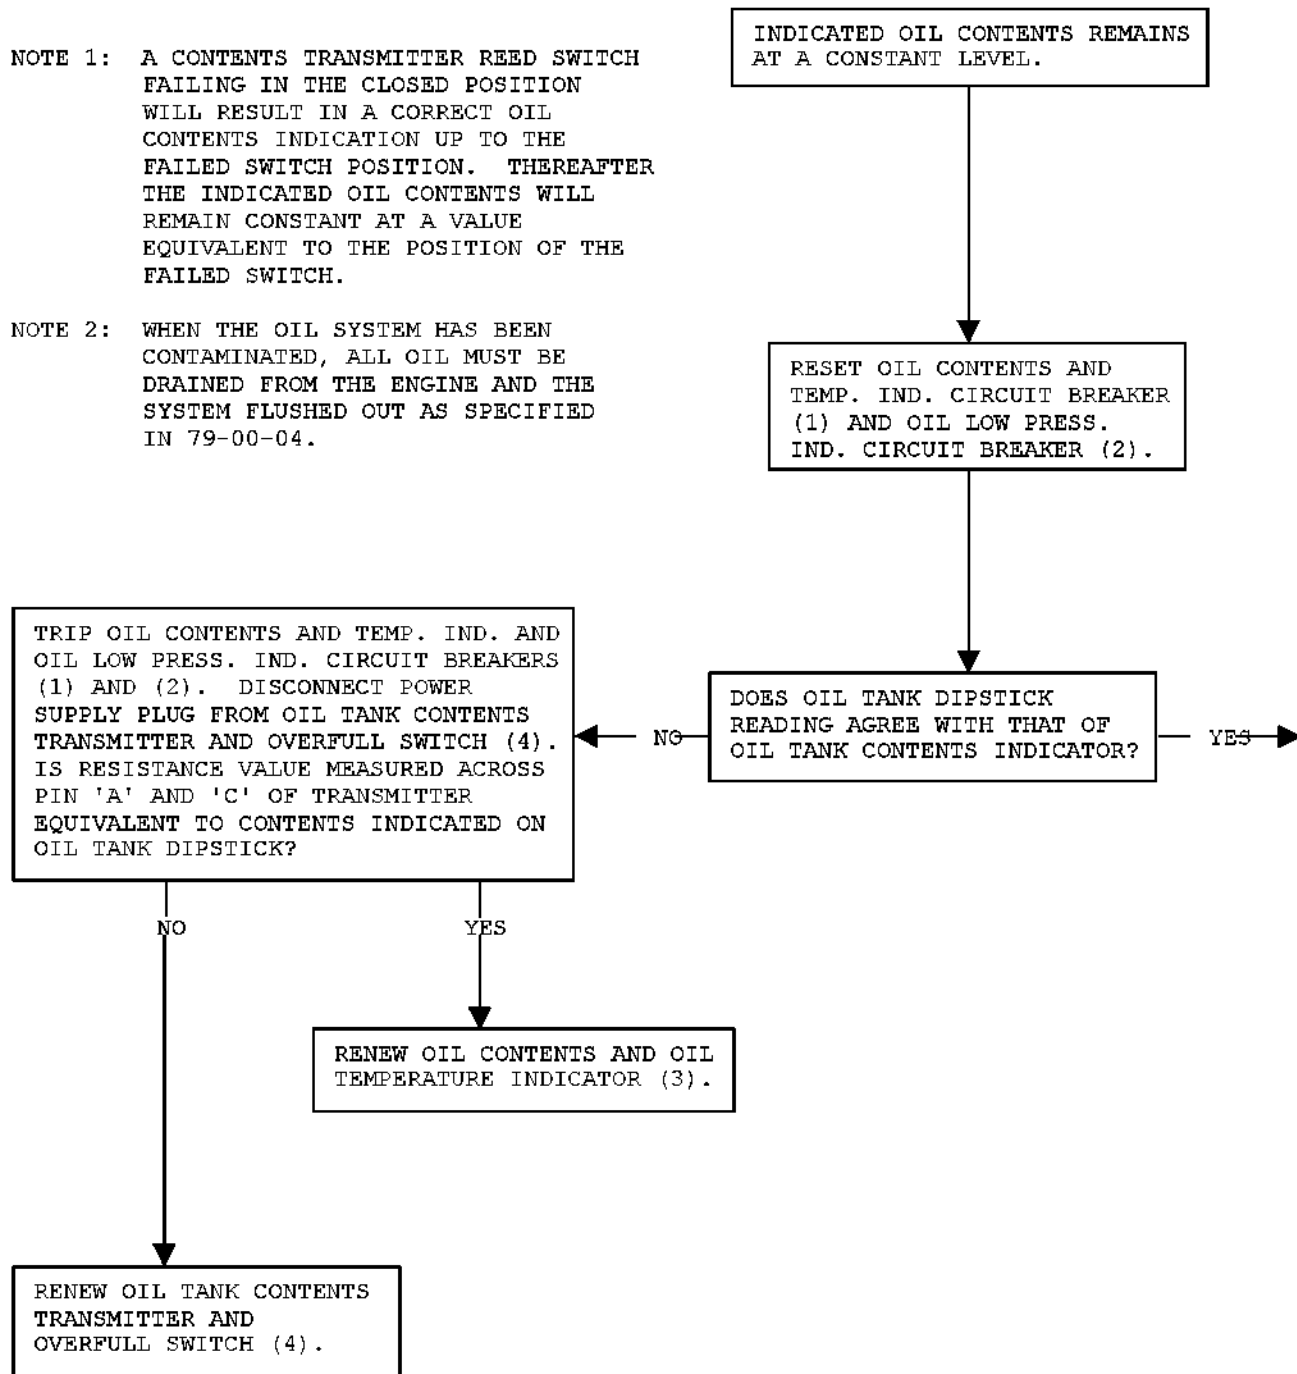 NOTE 1: A CONTENTS TRANSMITTER REED SWITCH
FAILING IN THE CLOSED POSITION
WILL RESULT IN A CORRECT OIL
CONTENTS INDICATION UP TO THE
FAILED SWITCH POSITION. THEREAFTER
THE INDICATED OIL CONTENTS WILL
REMAIN CONSTANT AT A VALUE
EQUIVALENT TO THE POSITION OF THE
FAILED SWITCH.
NOTE 2: WHEN THE OIL SYSTEM HAS BEEN
CONTAMINATED, ALL OIL MUST BE
DRAINED FROM THE ENGINE AND THE
SYSTEM FLUSHED OUT AS SPECIFIED
IN 79-00-04.
INDICATED OIL CONTENTS REMAINS
AT A CONSTANT LEVEL.
RESET OIL CONTENTS AND
TEMP. IND. CIRCUIT BREAKER
(1) AND OIL LOW PRESS.
IND. CIRCUIT BREAKER (2).
DOES OIL TANK DIPSTICK
READING AGREE WITH THAT OF
OIL TANK CONTENTS INDICATOR?
YES
NO
TRIP OIL CONTENTS AND TEMP. IND. AND
OIL LOW PRESS. IND. CIRCUIT BREAKERS
(1) AND (2). DISCONNECT POWER
SUPPLY PLUG FROM OIL TANK CONTENTS
TRANSMITTER AND OVERFULL SWITCH (4).
IS RESISTANCE VALUE MEASURED ACROSS
PIN 'A' AND 'C' OF TRANSMITTER
EQUIVALENT TO CONTENTS INDICATED ON
OIL TANK DIPSTICK?
NO
YES
RENEW OIL CONTENTS AND OIL
TEMPERATURE INDICATOR (3).
RENEW OIL TANK CONTENTS
TRANSMITTER AND
OVERFULL SWITCH (4).